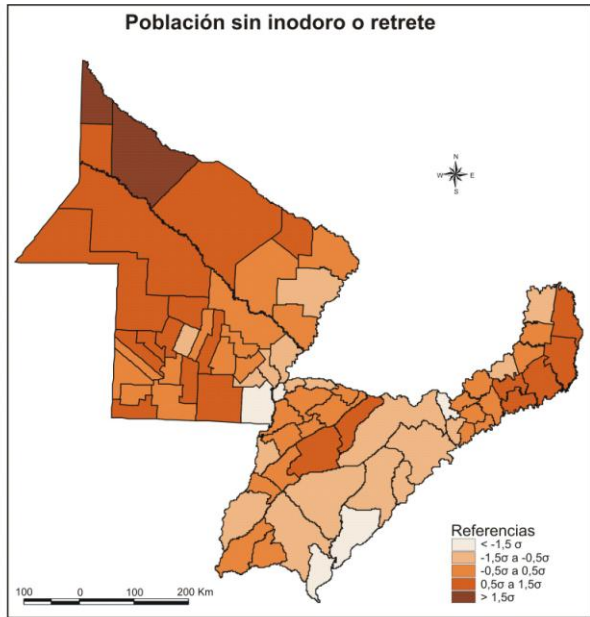 Población sin inodoro o retrete
N
W E
S
Referencias
< -1,5 σ
-1,5σ a -0,5σ
-0,5σ a 0,5σ
0,5σ a 1,5σ
> 1,5σ
100 0 100 200 Km